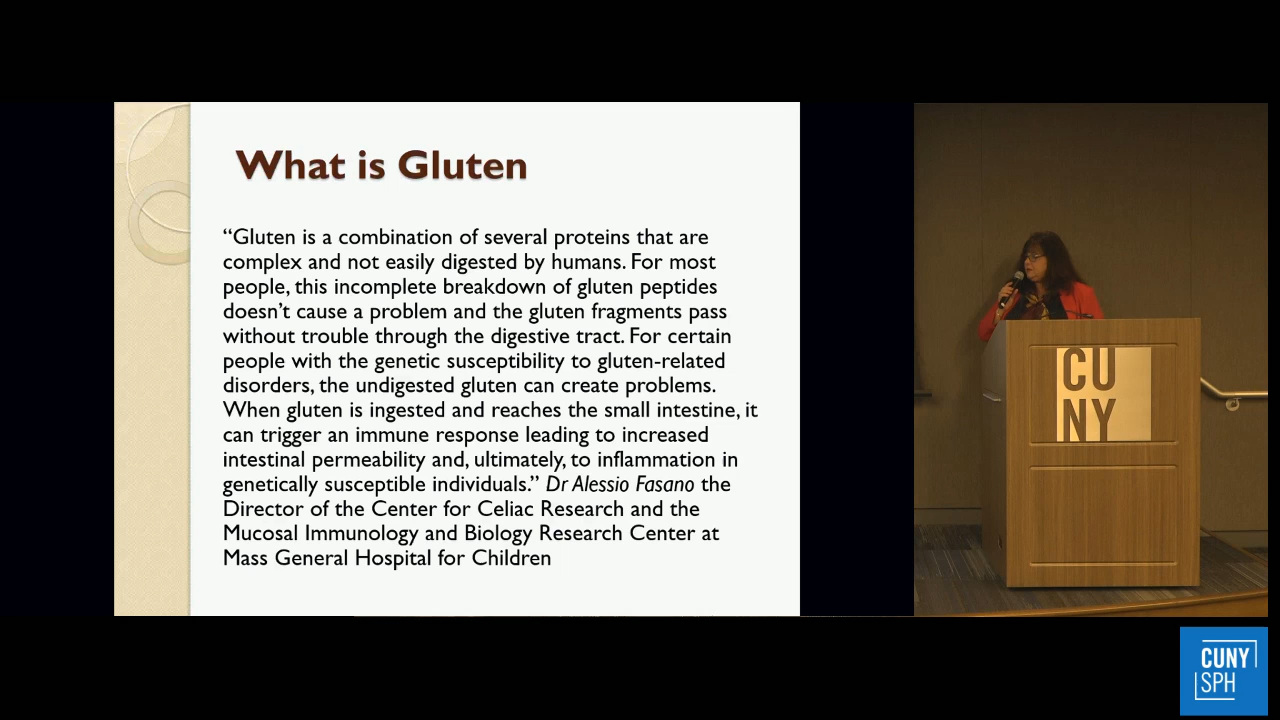 What is Gluten
“Gluten is a combination of several proteins that are
complex and not easily digested by humans. For most
people, this incomplete breakdown of gluten peptides
doesn’t cause a problem and the gluten fragments pass
without trouble through the digestive tract. For certain
people with the genetic susceptibility to gluten-related
disorders, the undigested gluten can create problems.
When gluten is ingested and reaches the small intestine, it
can trigger an immune response leading to increased
intestinal permeability and, ultimately, to inflammation in
genetically susceptible individuals.” Dr Alessio Fasano the
Director of the Center for Celiac Research and the
Mucosal Immunology and Biology Research Center at
Mass General Hospital for Children
CU
NY
CUNY
SPH